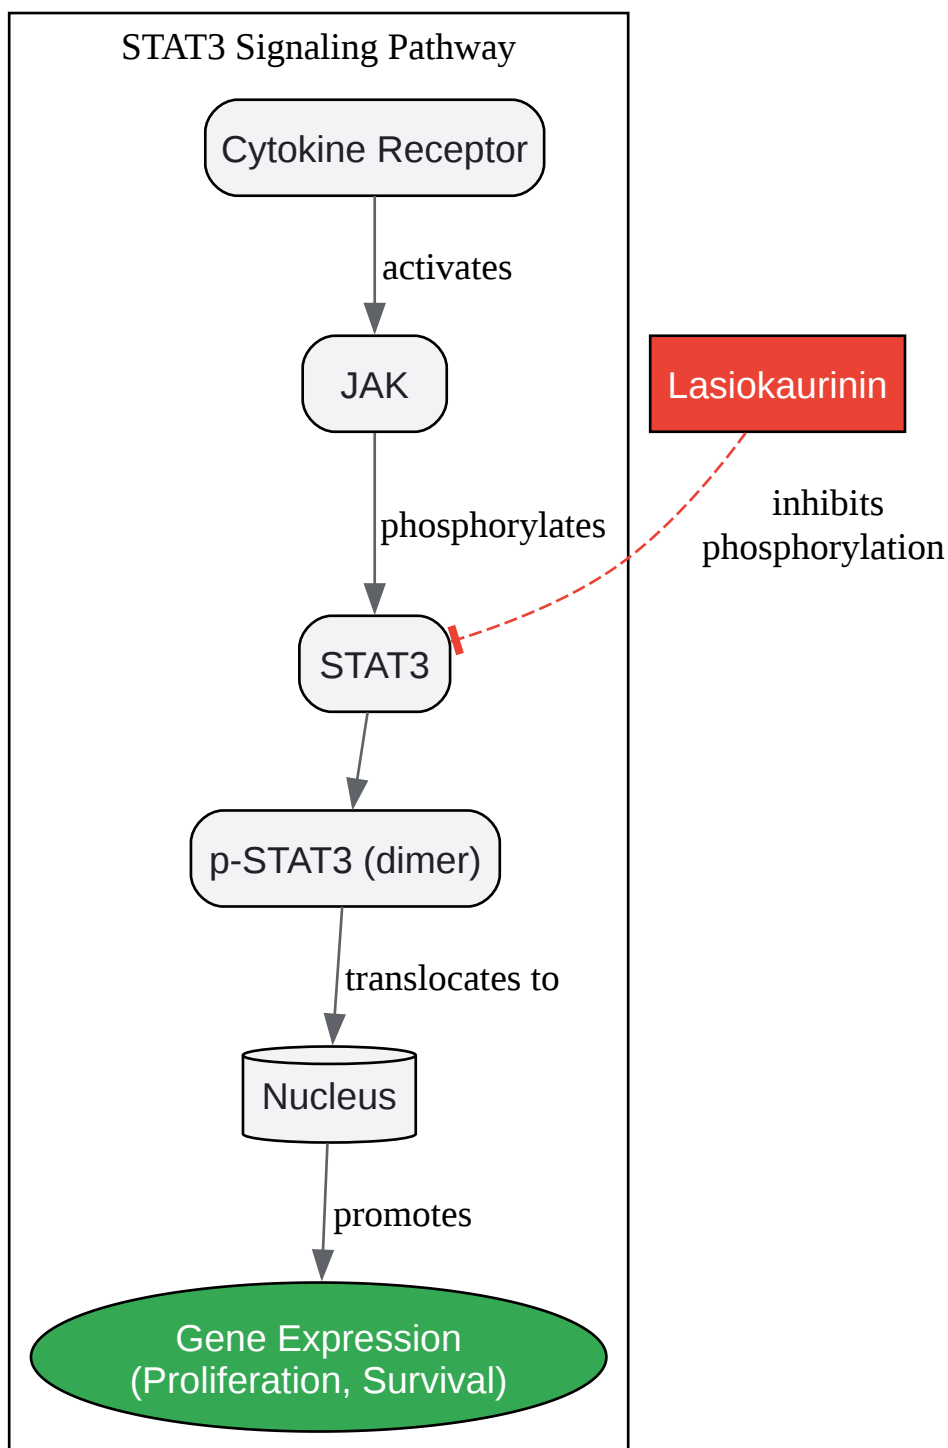 STAT3 Signaling Pathway
Cytokine Receptor
activates
JAK
Lasiokaurinin
phosphorylates
inhibits
phosphorylation
STAT3
p-STAT3 (dimer)
translocates to
Nucleus
promotes
Gene Expression
(Proliferation, Survival)